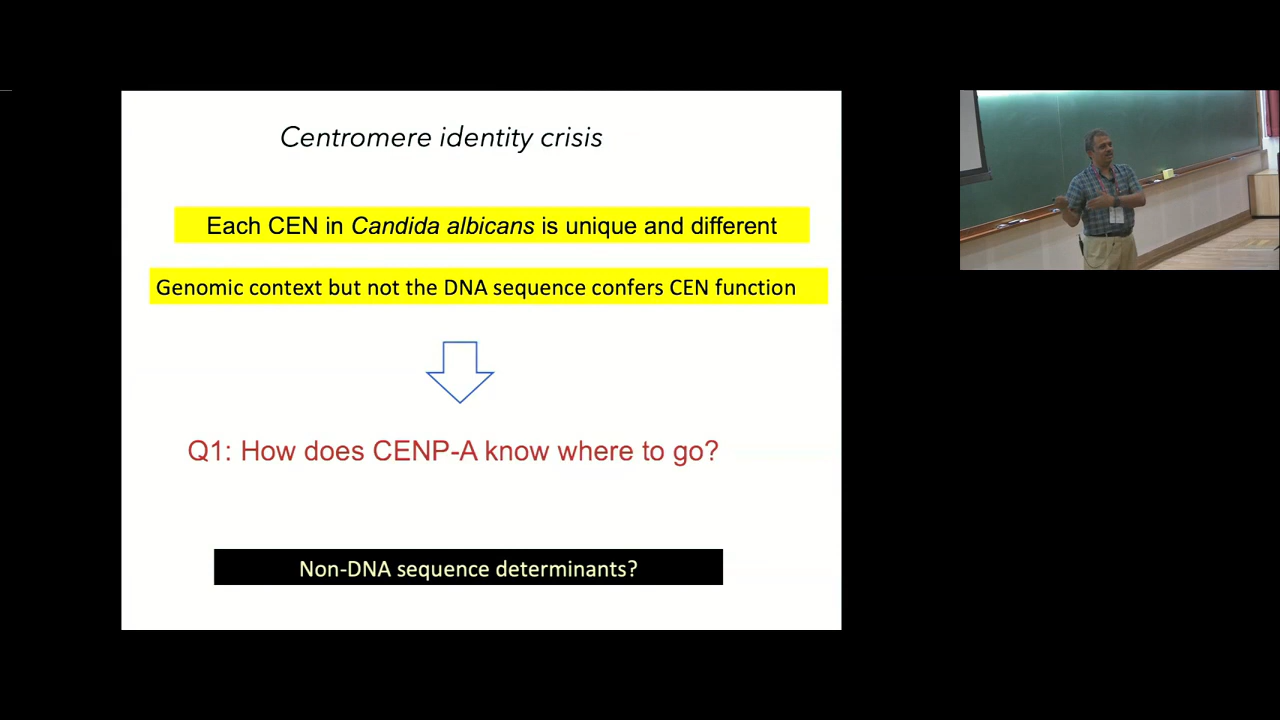 Centromere identity crisis
Each CEN in Candida albicans is unique and different
Genomic context but not the DNA sequence confers CEN function
Q1: How does CENP-A know where to go?
Non-DNA sequence determinants?